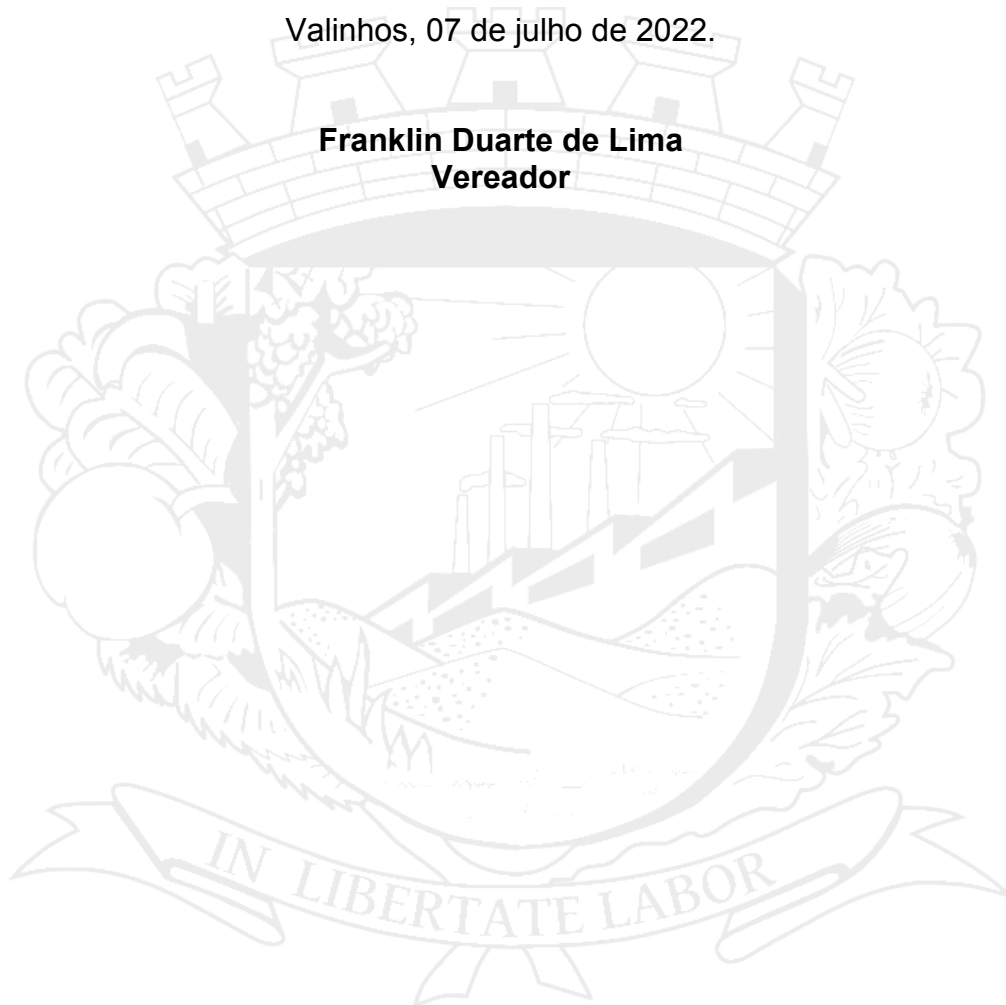 Valinhos, 07 de julho de 2022.
Franklin Duarte de Lima
Vereador
IN LIBERTATE LABOR